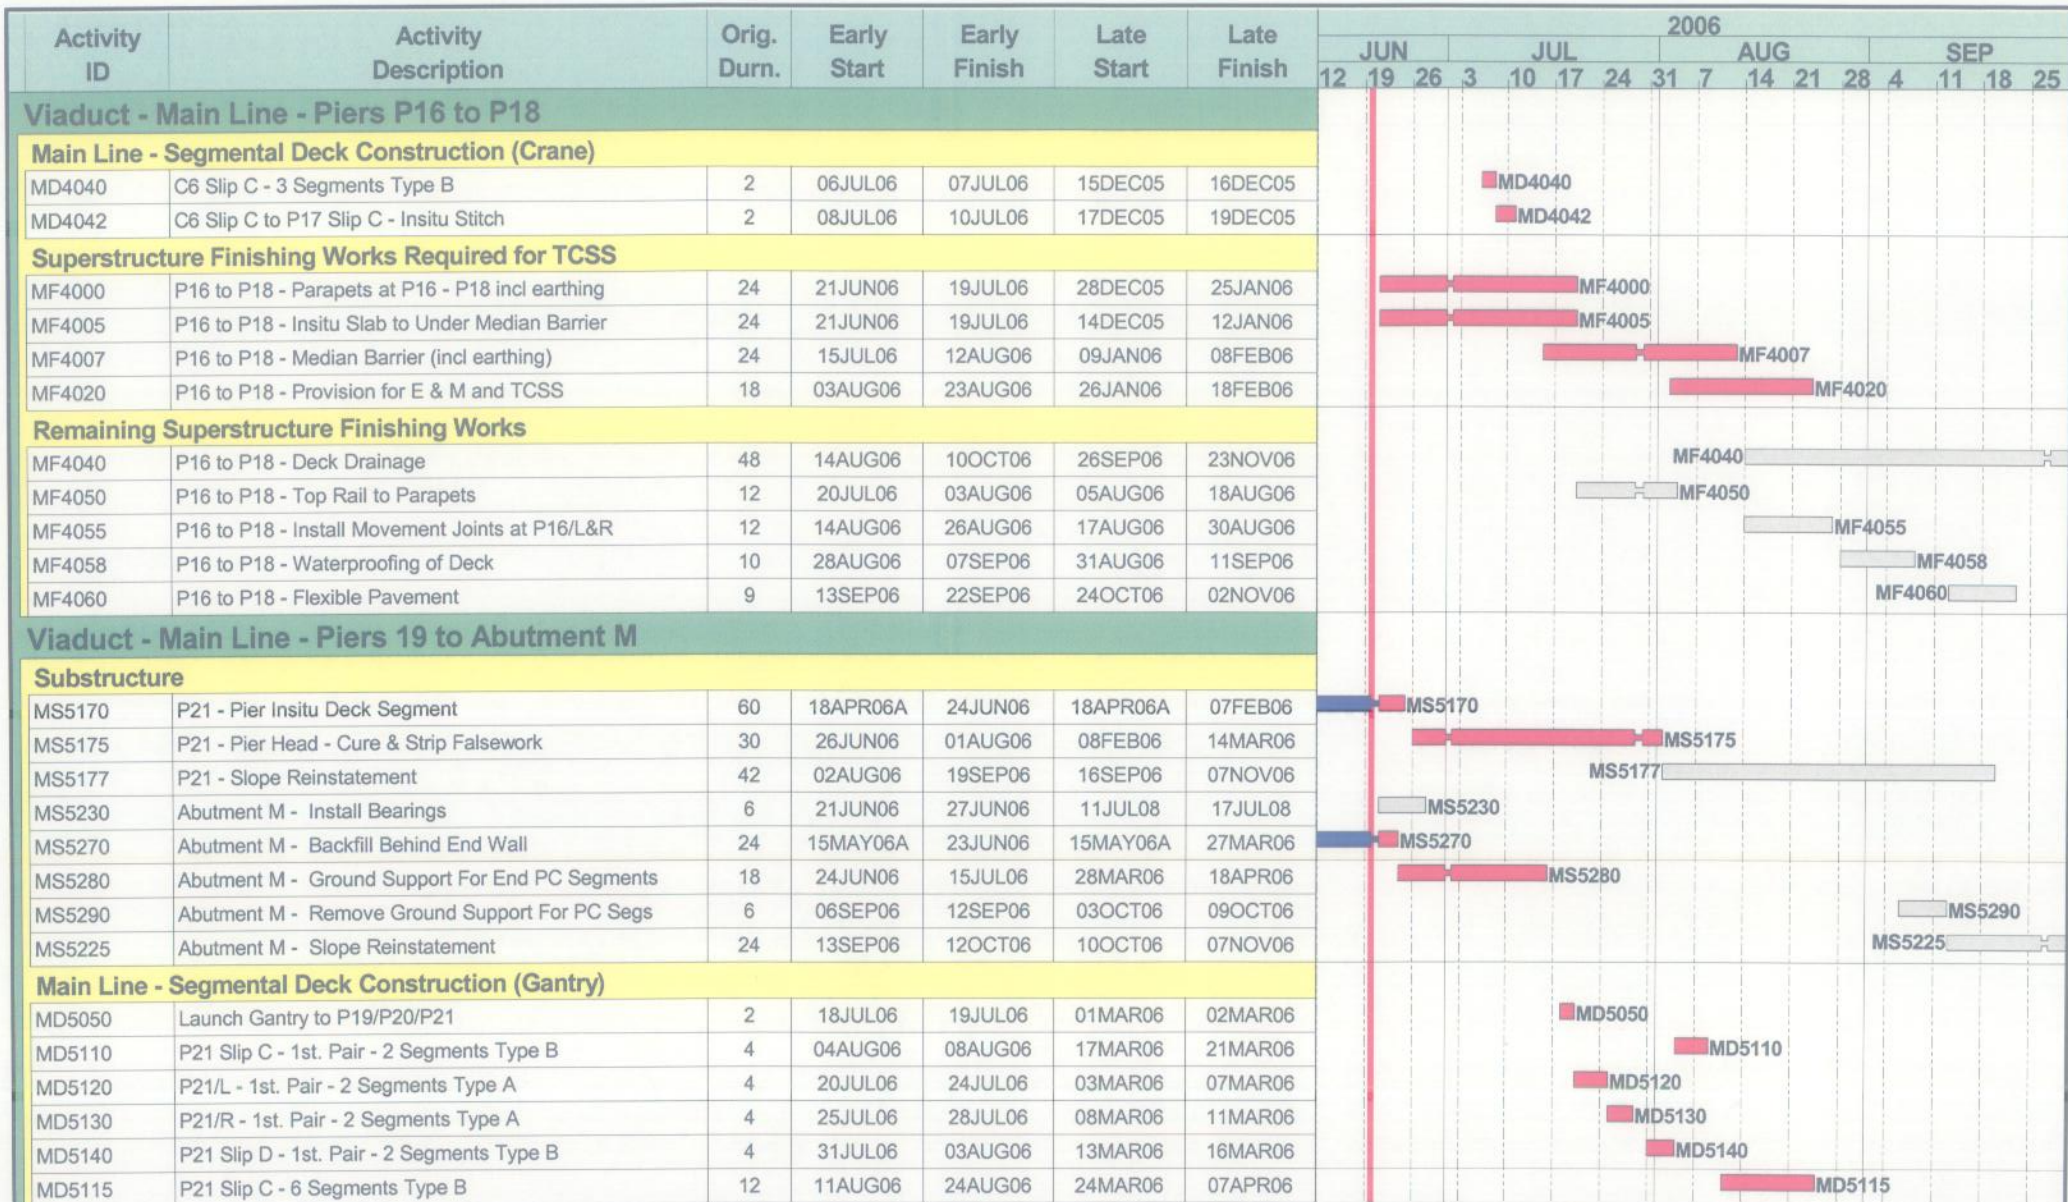 Activity ID Activity Description Orig. Durn. Early Start Early Finish Late Start Late Finish 2006
JUN JUL AUG SEP
12 19 26 3 10 17 24 31 7 14 21 28 4 11 18 25
Viaduct - Main Line - Piers P16 to P18
Main Line - Segmental Deck Construction (Crane)
MD4040 C6 Slip C - 3 Segments Type B 2 06JUL06 07JUL06 15DEC05 16DEC05 MD4040
MD4042 C6 Slip C to P17 Slip C - Insitu Stitch 2 08JUL06 10JUL06 17DEC05 19DEC05 MD4042
Superstructure Finishing Works Required for TCSS
MF4000 P16 to P18 - Parapets at P16 - P18 incl earthing 24 21JUN06 19JUL06 28DEC05 25JAN06 MF4000
MF4005 P16 to P18 - Insitu Slab to Under Median Barrier 24 21JUN06 19JUL06 14DEC05 12JAN06 MF4005
MF4007 P16 to P18 - Median Barrier (incl earthing) 24 15JUL06 12AUG06 09JAN06 08FEB06 MF4007
MF4020 P16 to P18 - Provision for E & M and TCSS 18 03AUG06 23AUG06 26JAN06 18FEB06 MF4020
Remaining Superstructure Finishing Works
MF4040 P16 to P18 - Deck Drainage 48 14AUG06 10OCT06 26SEP06 23NOV06 MF4040
MF4050 P16 to P18 - Top Rail to Parapets 12 20JUL06 03AUG06 05AUG06 18AUG06 MF4050
MF4055 P16 to P18 - Install Movement Joints at P16/L&R 12 14AUG06 26AUG06 17AUG06 30AUG06 MF4055
MF4058 P16 to P18 - Waterproofing of Deck 10 28AUG06 07SEP06 31AUG06 11SEP06 MF4058
MF4060 P16 to P18 - Flexible Pavement 9 13SEP06 22SEP06 24OCT06 02NOV06 MF4060
Viaduct - Main Line - Piers 19 to Abutment M
Substructure
MS5170 P21 - Pier Insitu Deck Segment 60 18APR06A 24JUN06 18APR06A 07FEB06 MS5170
MS5175 P21 - Pier Head - Cure & Strip Falsework 30 26JUN06 01AUG06 08FEB06 14MAR06 MS5175
MS5177 P21 - Slope Reinstatement 42 02AUG06 19SEP06 16SEP06 07NOV06 MS5177
MS5230 Abutment M - Install Bearings 6 21JUN06 27JUN06 11JUL08 17JUL08 MS5230
MS5270 Abutment M - Backfill Behind End Wall 24 15MAY06A 23JUN06 15MAY06A 27MAR06 MS5270
MS5280 Abutment M - Ground Support For End PC Segments 18 24JUN06 15JUL06 28MAR06 18APR06 MS5280
MS5290 Abutment M - Remove Ground Support For PC Segs 6 06SEP06 12SEP06 03OCT06 09OCT06 MS5290
MS5225 Abutment M - Slope Reinstatement 24 13SEP06 12OCT06 10OCT06 07NOV06 MS5225
Main Line - Segmental Deck Construction (Gantry)
MD5050 Launch Gantry to P19/P20/P21 2 18JUL06 19JUL06 01MAR06 02MAR06 MD5050
MD5110 P21 Slip C - 1st. Pair - 2 Segments Type B 4 04AUG06 08AUG06 17MAR06 21MAR06 MD5110
MD5120 P21/L - 1st. Pair - 2 Segments Type A 4 20JUL06 24JUL06 03MAR06 07MAR06 MD5120
MD5130 P21/R - 1st. Pair - 2 Segments Type A 4 25JUL06 28JUL06 08MAR06 11MAR06 MD5130
MD5140 P21 Slip D - 1st. Pair - 2 Segments Type B 4 31JUL06 03AUG06 13MAR06 16MAR06 MD5140
MD5115 P21 Slip C - 6 Segments Type B 12 11AUG06 24AUG06 24MAR06 07APR06 MD5115